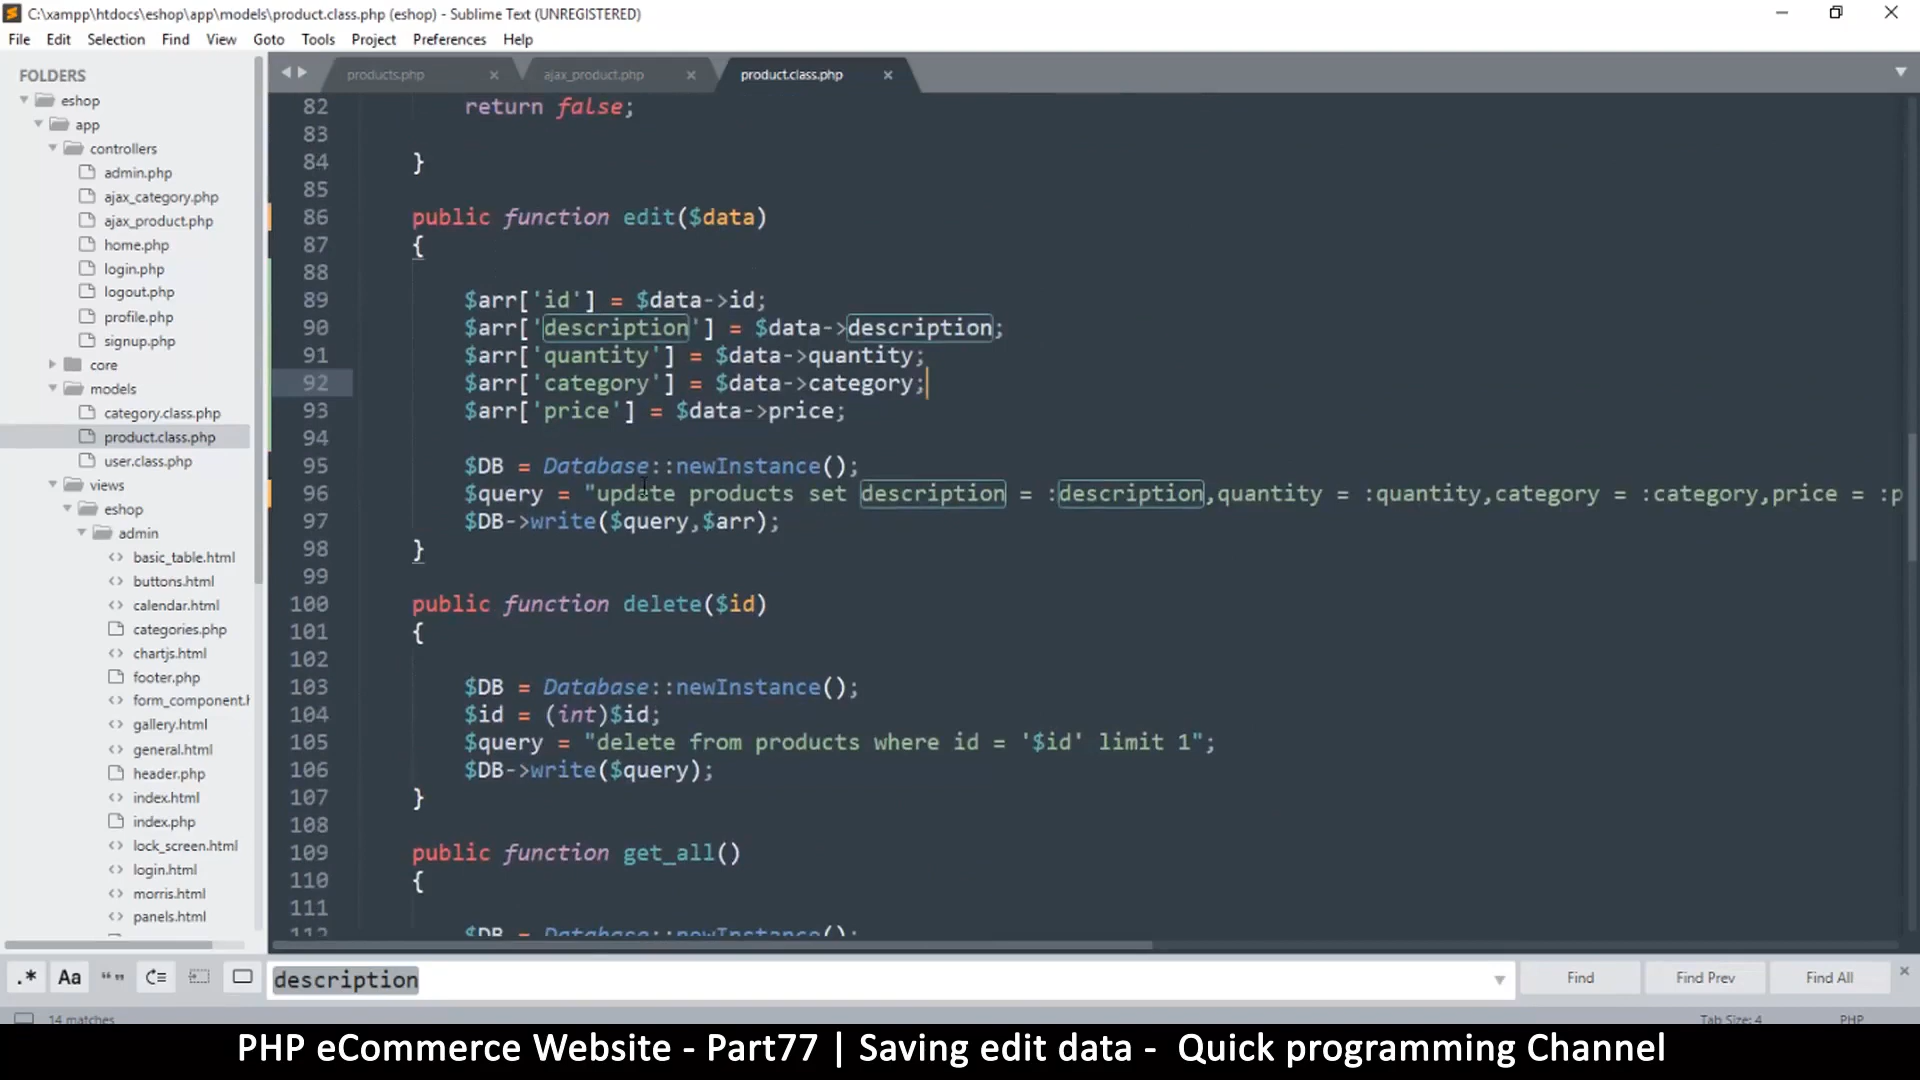 C:\xampp\htdocs\eshop\app\models\product.class.php (eshop) - Sublime Text (UNREGISTERED)
File Edit Selection Find View Goto Tools Project Preferences Help
FOLDERS
eshop
app
controllers
admin.php
ajax_category.php
ajax_product.php
home.php
login.php
logout.php
profile.php
signup.php
core
models
category.class.php
product.class.php
user.class.php
views
eshop
admin
basic_table.html
buttons.html
calendar.html
categories.php
chartjs.html
footer.php
form_component.h
gallery.html
general.html
header.php
index.html
index.php
lock_screen.html
login.html
morris.html
panels.html
products.php ajax_product.php product.class.php
82 return false;
83
84 }
85
86 public function edit($data)
87 {
88
89 $arr['id'] = $data->id;
90 $arr['description'] = $data->description;
91 $arr['quantity'] = $data->quantity;
92 $arr['category'] = $data->category;
93 $arr['price'] = $data->price;
94
95 $DB = Database::newInstance();
96 $query = "update products set description = :description,quantity = :quantity,category = :category,price = :p
97 $DB->write($query,$arr);
98 }
99
100 public function delete($id)
101 {
102
103 $DB = Database::newInstance();
104 $id = (int)$id;
105 $query = "delete from products where id = '$id' limit 1";
106 $DB->write($query);
107 }
108
109 public function get_all()
110 {
111
112 $DB = Database::newInstance();
.* Aa “ ” description Find Find Prev Find All
14 matches Tab Size: 4 PHP
PHP eCommerce Website - Part77 | Saving edit data - Quick programming Channel